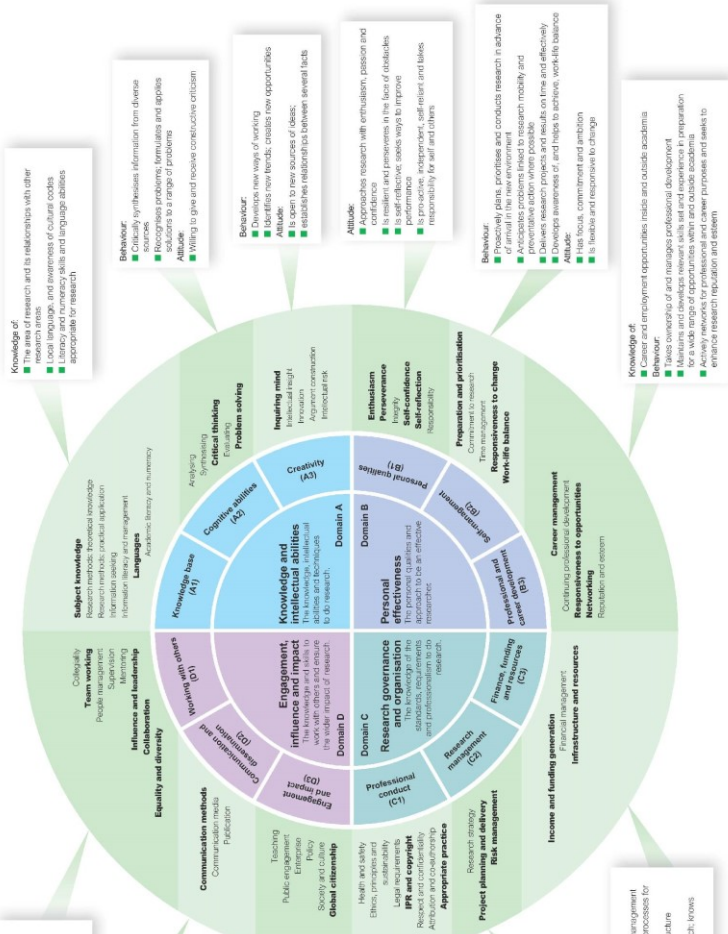 Knowledge of:
The area of research and its relationships with other
research areas
Local language, and awareness of cultural codes
Literacy and numeracy skills and language abilities
appropriate for research
Behaviour:
Critically synthesises information from diverse
sources
Recognises problems; formulates and applies
solutions to a range of problems
Attitude:
Willing to give and receive constructive criticism
Behaviour:
Develops new ways of working
Identifies new trends; creates new opportunities
Attitude:
Is open to new sources of ideas;
establishes relationships between several facts
Attitude:
Approaches research with enthusiasm, passion and
confidence
Is resilient and perseveres in the face of obstacles
Is self-reflective; seeks ways to improve
performance
Is pro-active, independent, self-reliant and takes
responsibility for self and others
Behaviour:
Proactively plans, prioritises and conducts research in advance
of arrival in the new environment
Anticipates problems linked to research mobility and
preventative action where possible
Delivers research projects and results on time and effectively
Develops awareness of, and helps to achieve, work-life balance
Attitude:
Has focus, commitment and ambition
Is flexible and responsive to change
Knowledge of:
Career and employment opportunities inside and outside academia
Behaviour:
Takes ownership of and manages professional development
Maintains and develops relevant skills set and experience in preparation
for a wide range of opportunities within and outside academia
Actively networks for professional and career purposes and seeks to
enhance research reputation and esteem
Subject knowledge
Research methods: theoretical knowledge
Research methods: practical application
Information seeking
Information literacy and management
Languages
Academic literacy and numeracy
Analysing
Synthesising
Critical thinking
Evaluating
Problem solving
Inquiring mind
Intellectual insight
Innovation
Argument construction
Intellectual risk
Enthusiasm
Perseverance
Integrity
Self-confidence
Self-reflection
Responsibility
Preparation and prioritisation
Commitment to research
Time management
Responsiveness to change
Work-life balance
Career management
Continuing professional development
Responsiveness to opportunities
Networking
Reputation and esteem
Knowledge base
(A1)
Cognitive abilities
(A2)
Creativity
(A3)
Personal qualities
(B1)
Self-management
(B2)
Professional and
career development
(B3)
Knowledge and
intellectual abilities
The knowledge, intellectual
abilities and techniques
to do research.
Domain A
Domain B
Personal
effectiveness
The personal qualities and
approach to be an effective
researcher.
Engagement,
influence and impact
The knowledge and skills to
work with others and ensure
the wider impact of research.
Domain D
Domain C
Research governance
and organisation
The knowledge of the
standards, requirements
and professionalism to do
research.
Working with others
(D1)
Communication and
dissemination
(D2)
Engagement
and impact
(D3)
Professional
conduct
(C1)
Research
management
(C2)
Finance, funding
and resources
(C3)
Collegiality
Team working
People management
Supervision
Mentoring
Influence and leadership
Collaboration
Equality and diversity
Communication methods
Communication media
Publication
Teaching
Public engagement
Enterprise
Policy
Society and culture
Global citizenship
Health and safety
Ethics, principles and
sustainability
Legal requirements
IPR and copyright
Respect and confidentiality
Attribution and co-authorship
Appropriate practice
Research strategy
Project planning and delivery
Risk management
Income and funding generation
Financial management
Infrastructure and resources
management
processes for
cture
ch; knows